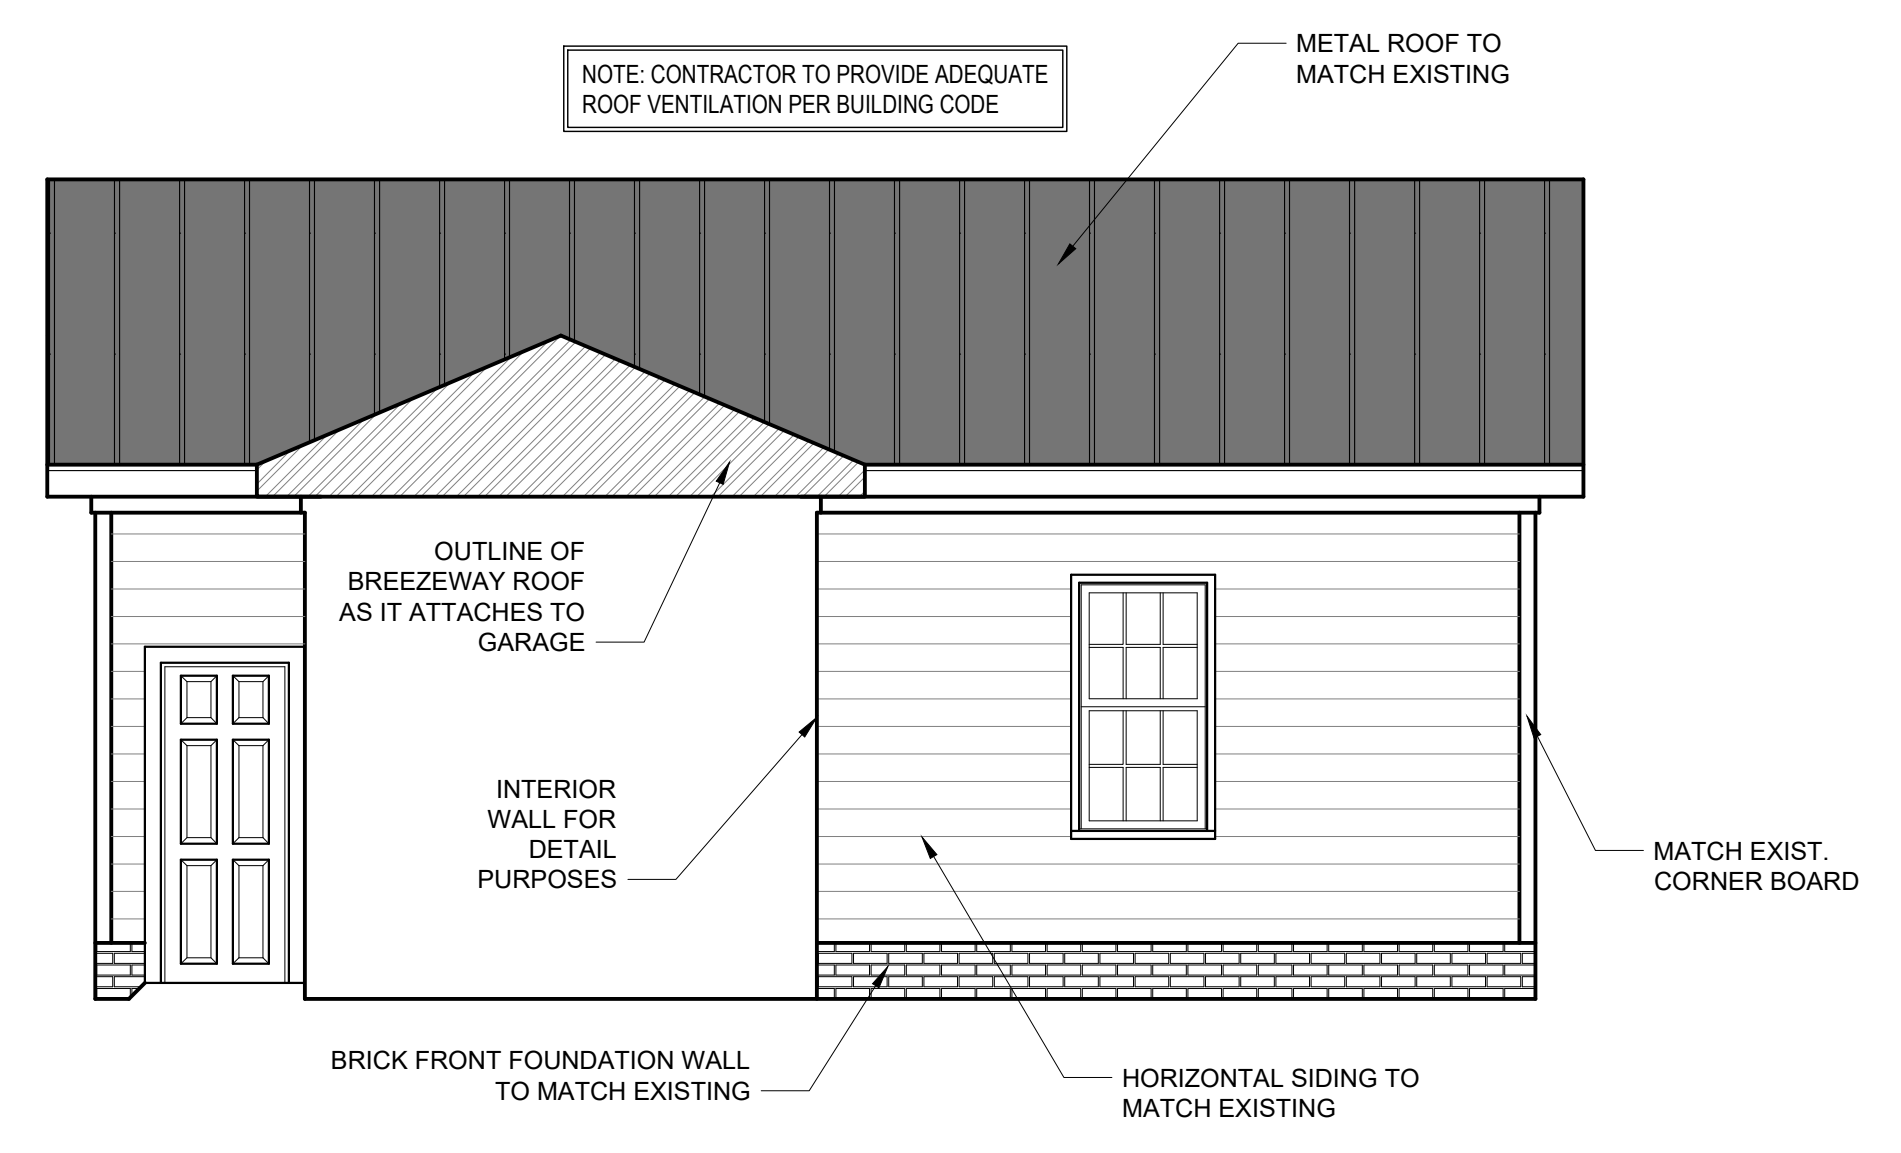 METAL ROOF TO
MATCH EXISTING
NOTE: CONTRACTOR TO PROVIDE ADEQUATE
ROOF VENTILATION PER BUILDING CODE
OUTLINE OF
BREEZEWAY ROOF
AS IT ATTACHES TO
GARAGE
INTERIOR
WALL FOR
DETAIL
PURPOSES
MATCH EXIST.
CORNER BOARD
BRICK FRONT FOUNDATION WALL
TO MATCH EXISTING
HORIZONTAL SIDING TO
MATCH EXISTING